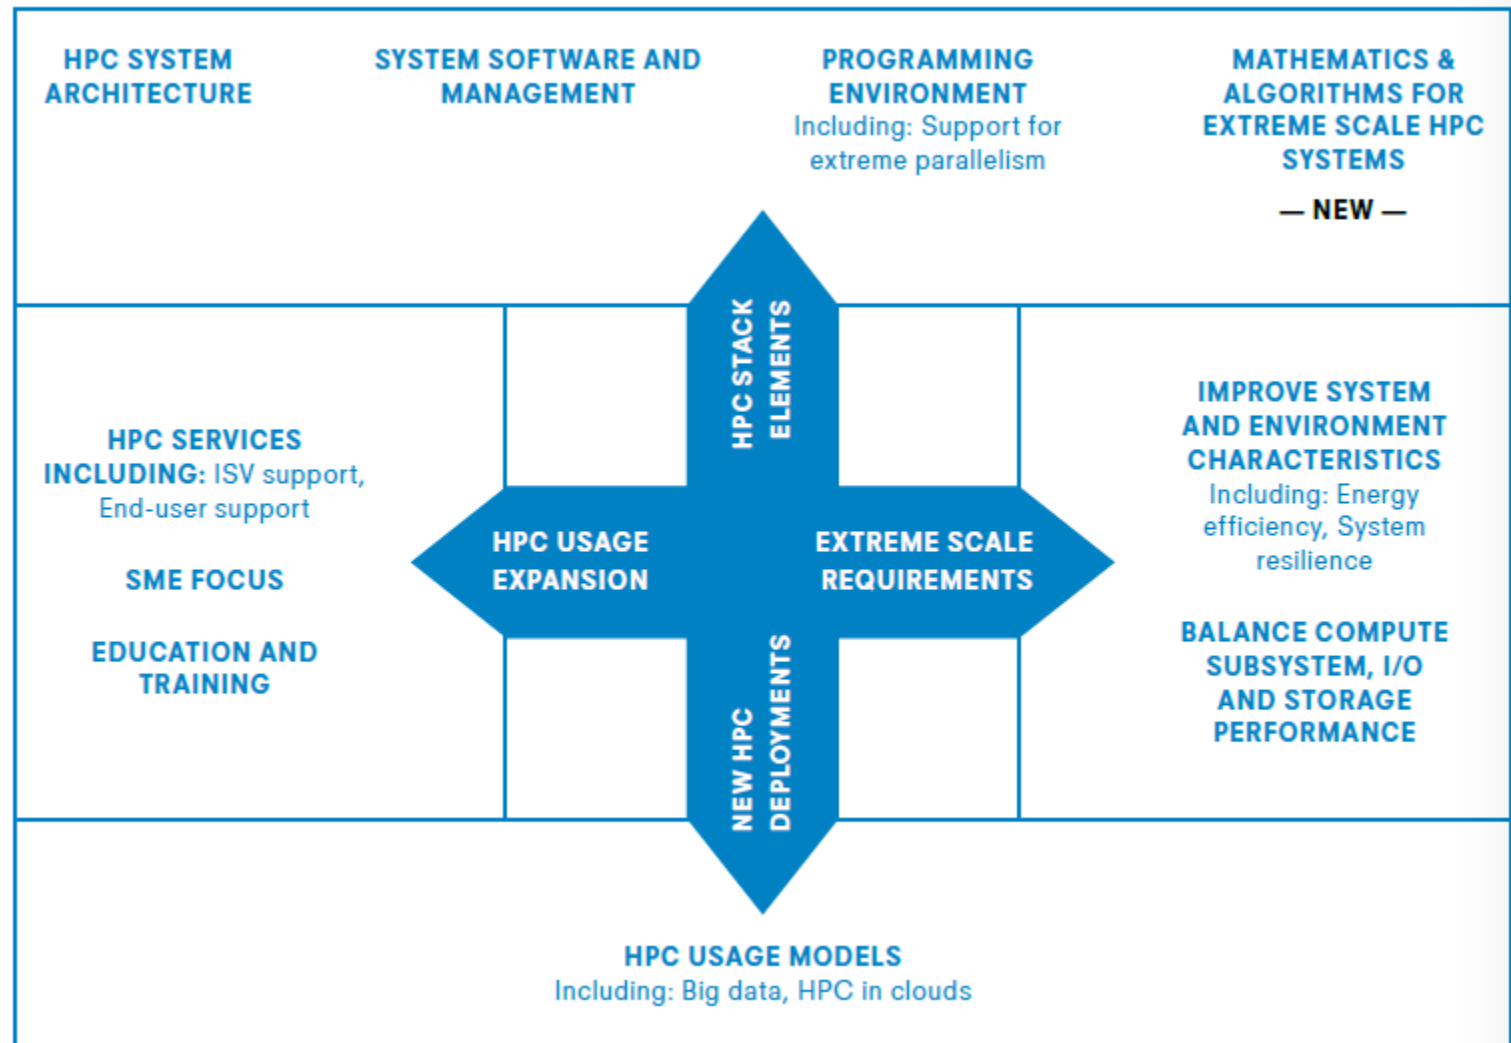 HPC SYSTEM
ARCHITECTURE
SYSTEM SOFTWARE AND
MANAGEMENT
PROGRAMMING
ENVIRONMENT
Including: Support for
extreme parallelism
MATHEMATICS &
ALGORITHMS FOR
EXTREME SCALE HPC
SYSTEMS
— NEW —
HPC STACK
ELEMENTS
HPC SERVICES
INCLUDING: ISV support,
End-user support
SME FOCUS
EDUCATION AND
TRAINING
HPC USAGE
EXPANSION
EXTREME SCALE
REQUIREMENTS
IMPROVE SYSTEM
AND ENVIRONMENT
CHARACTERISTICS
Including: Energy
efficiency, System
resilience
BALANCE COMPUTE
SUBSYSTEM, I/O
AND STORAGE
PERFORMANCE
NEW HPC
DEPLOYMENTS
HPC USAGE MODELS
Including: Big data, HPC in clouds